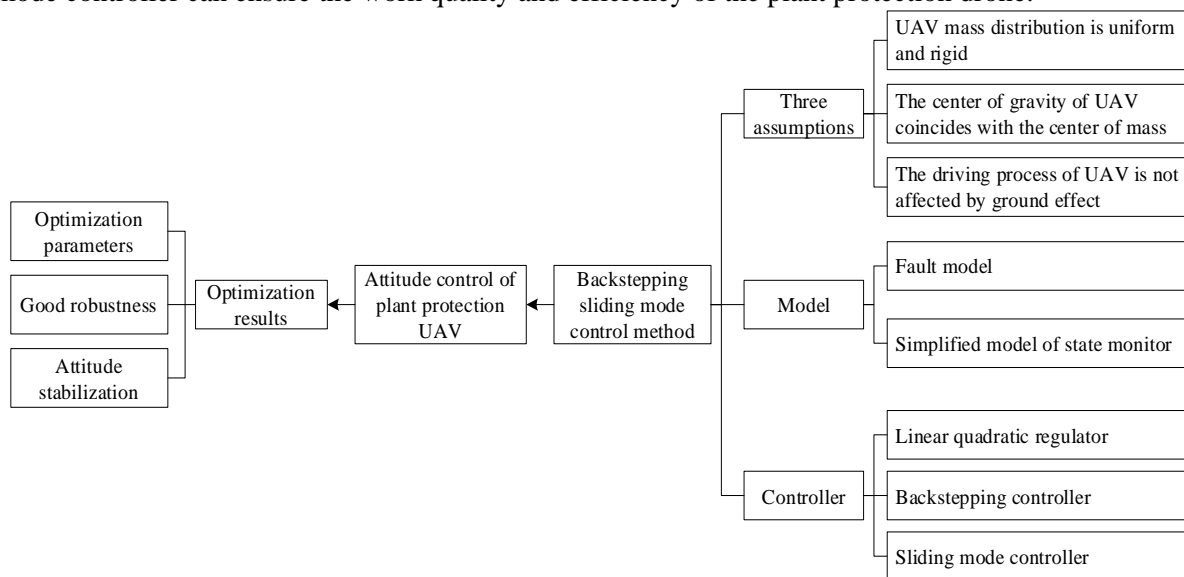 mode controller can ensure the work quality and efficiency of the plant protection drone.
UAV mass distribution is uniform
and rigid
Three
assumptions
The center of gravity of UAV
coincides with the center of mass
The driving process of UAV is not
affected by ground effect
Optimization
parameters
Good robustness
Attitude
stabilization
Optimization
results
Attitude control of
plant protection
UAV
Backstepping
sliding mode
control method
Model
Fault model
Simplified model of state monitor
Controller
Linear quadratic regulator
Backstepping controller
Sliding mode controller